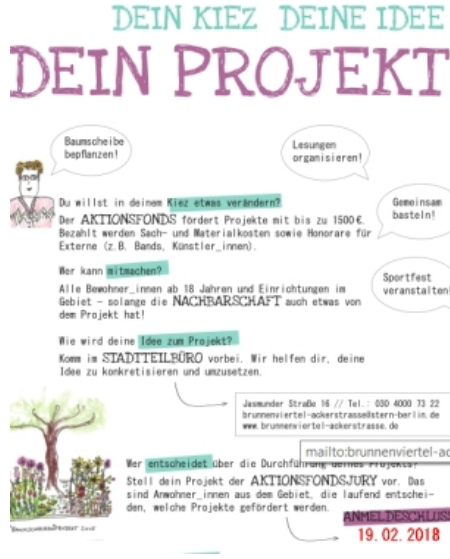 DEIN KIEZ DEINE IDEE
DEIN PROJEKT
Baumscheibe
bepflanzen!
Lesungen
organisieren!
Du willst in deinem Kiez etwas verändern?
Der AKTIONSFONDS fördert Projekte mit bis zu 1500 €.
Bezahlt werden Sach- und Materialkosten sowie Honorare für
Externe (z.B. Bands, Künstler_innen).
Gemeinsam
basteln!
Wer kann mitmachen?
Alle Bewohner_innen ab 18 Jahren und Einrichtungen im
Gebiet – solange die NACHBARSCHAFT auch etwas von
dem Projekt hat!
Sportfest
veranstalten!
Wie wird deine Idee zum Projekt?
Komm im STADTTEILBÜRO vorbei. Wir helfen dir, deine
Idee zu konkretisieren und umzusetzen.
Jasmunder Straße 16 // Tel.: 030 4000 73 22
brunnenviertel-ackerstrasse@stern-berlin.de
www.brunnenviertel-ackerstrasse.de
mailto:brunnenviertel-ac
Wer entscheidet über die Durchführung deines Projekts?
Stell dein Projekt der AKTIONSFONDSJURY vor. Das
sind Anwohner_innen aus dem Gebiet, die laufend entschei-
den, welche Projekte gefördert werden.
ANMELDESCHLUSS
19.02.2018